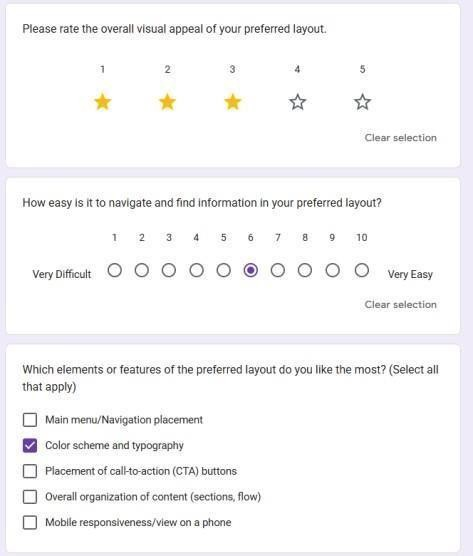 Please rate the overall visual appeal of your preferred layout.
1 2 3 4 5
Clear selection
How easy is it to navigate and find information in your preferred layout?
1 2 3 4 5 6 7 8 9 10
Very Difficult Very Easy
Clear selection
Which elements or features of the preferred layout do you like the most? (Select all
that apply)
Main menu/Navigation placement
Color scheme and typography
Placement of call-to-action (CTA) buttons
Overall organization of content (sections, flow)
Mobile responsiveness/view on a phone